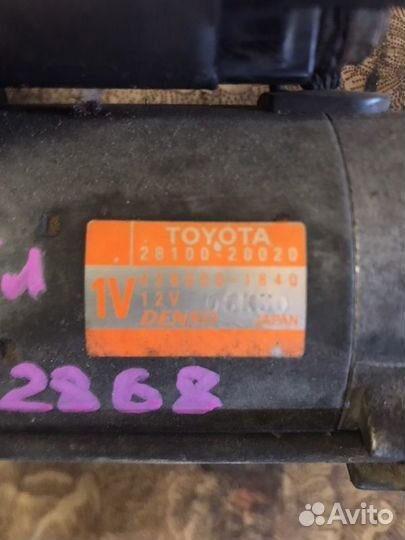 TOYOTA
28100-20020
1V
12V
DENSO
JAPAN
2868
Avito